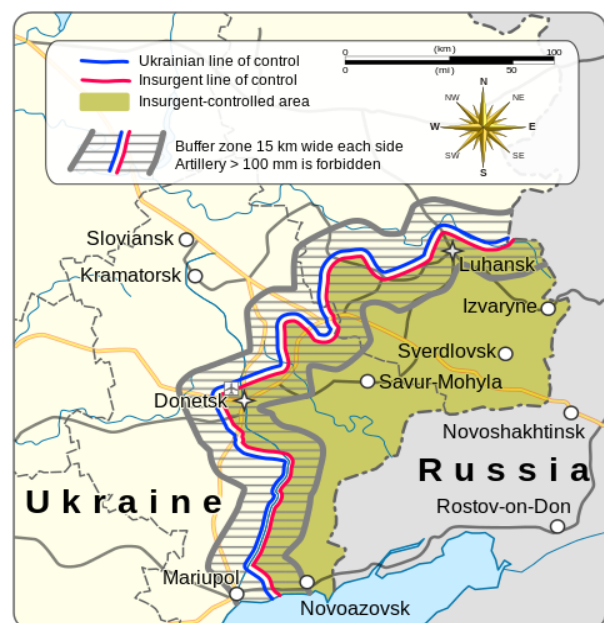 Ukrainian line of control
Insurgent line of control
Insurgent-controlled area
Buffer zone 15 km wide each side
Artillery > 100 mm is forbidden
0 (km) 100
0 (mi) 50
N
NW NE
W E
SW SE
S
Sloviansk
Kramatorsk
Luhansk
Izvaryne
Sverdlovsk
Savur-Mohyla
Donetsk
Novoshakhtinsk
Russia
Ukraine
Rostov-on-Don
Mariupol
Novoazovsk